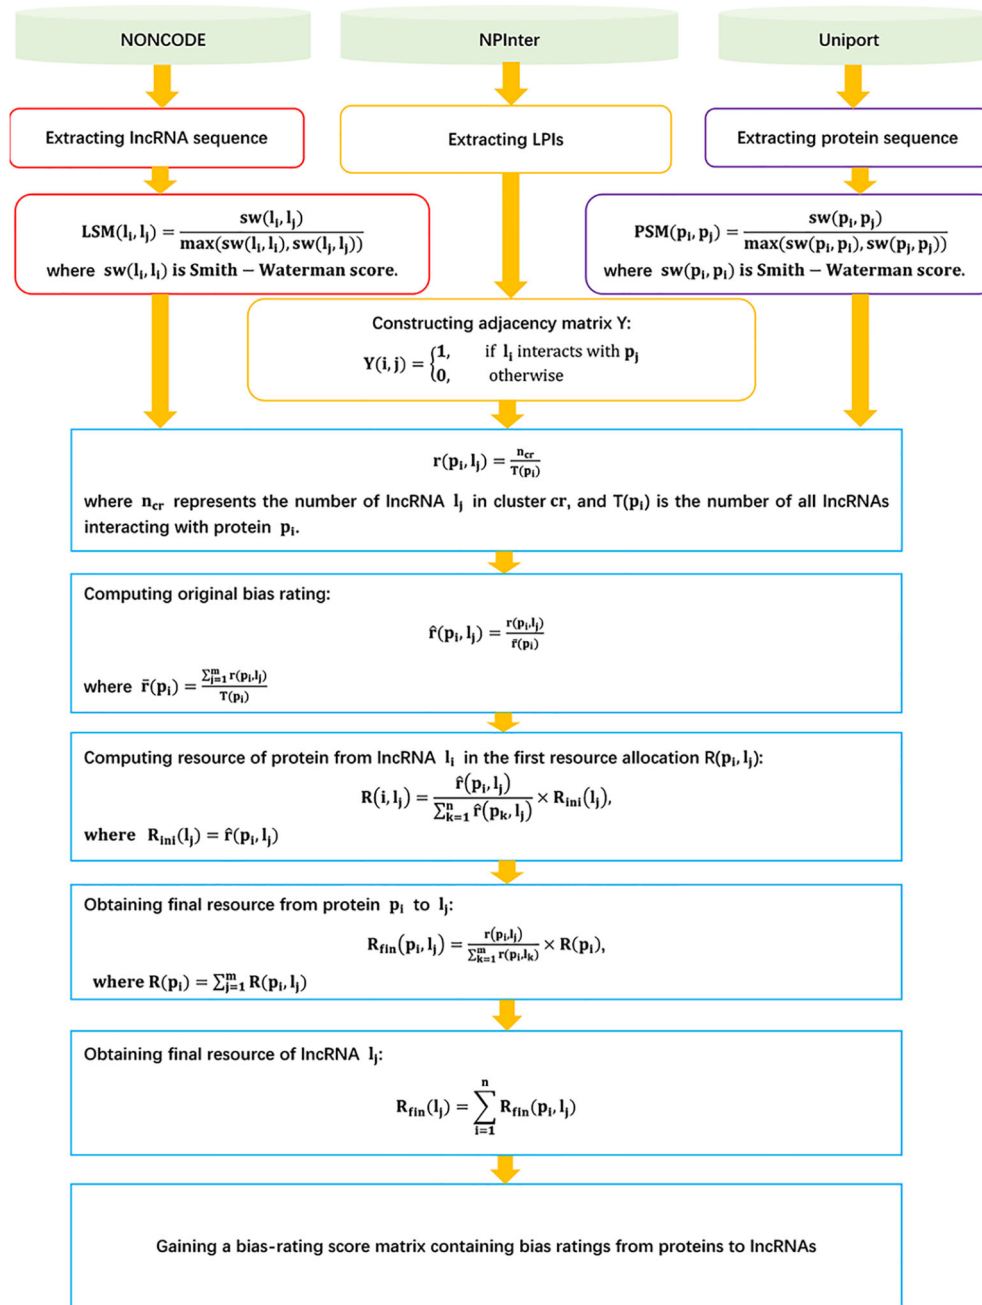 NONCODE
NPInter
Uniport
Extracting lncRNA sequence
Extracting LPIs
Extracting protein sequence
LSM(l_i, l_j) = sw(l_i, l_j) / max(sw(l_i, l_i), sw(l_j, l_j))
where sw(l_i, l_i) is Smith − Waterman score.
PSM(p_i, p_j) = sw(p_i, p_j) / max(sw(p_i, p_i), sw(p_j, p_j))
where sw(p_i, p_i) is Smith − Waterman score.
Constructing adjacency matrix Y:
Y(i, j) = { 1, if l_i interacts with p_j
0, otherwise
r(p_i, l_j) = n_cr / T(p_i)
where n_cr represents the number of lncRNA l_j in cluster cr, and T(p_i) is the number of all lncRNAs
interacting with protein p_i.
Computing original bias rating:
r̂(p_i, l_j) = r(p_i,l_j) / r̄(p_i)
where r̄(p_i) = ∑_{j=1}^{m} r(p_i,l_j) / T(p_i)
Computing resource of protein from lncRNA l_i in the first resource allocation R(p_i, l_j):
R(i, l_j) = r̂(p_i, l_j) / ∑_{k=1}^{n} r̂(p_k, l_j) × R_ini(l_j),
where R_ini(l_j) = r̂(p_i, l_j)
Obtaining final resource from protein p_i to l_j:
R_fin(p_i, l_j) = r(p_i,l_j) / ∑_{k=1}^{m} r(p_i,l_k) × R(p_i),
where R(p_i) = ∑_{j=1}^{m} R(p_i, l_j)
Obtaining final resource of lncRNA l_j:
R_fin(l_j) = ∑_{i=1}^{n} R_fin(p_i, l_j)
Gaining a bias-rating score matrix containing bias ratings from proteins to lncRNAs